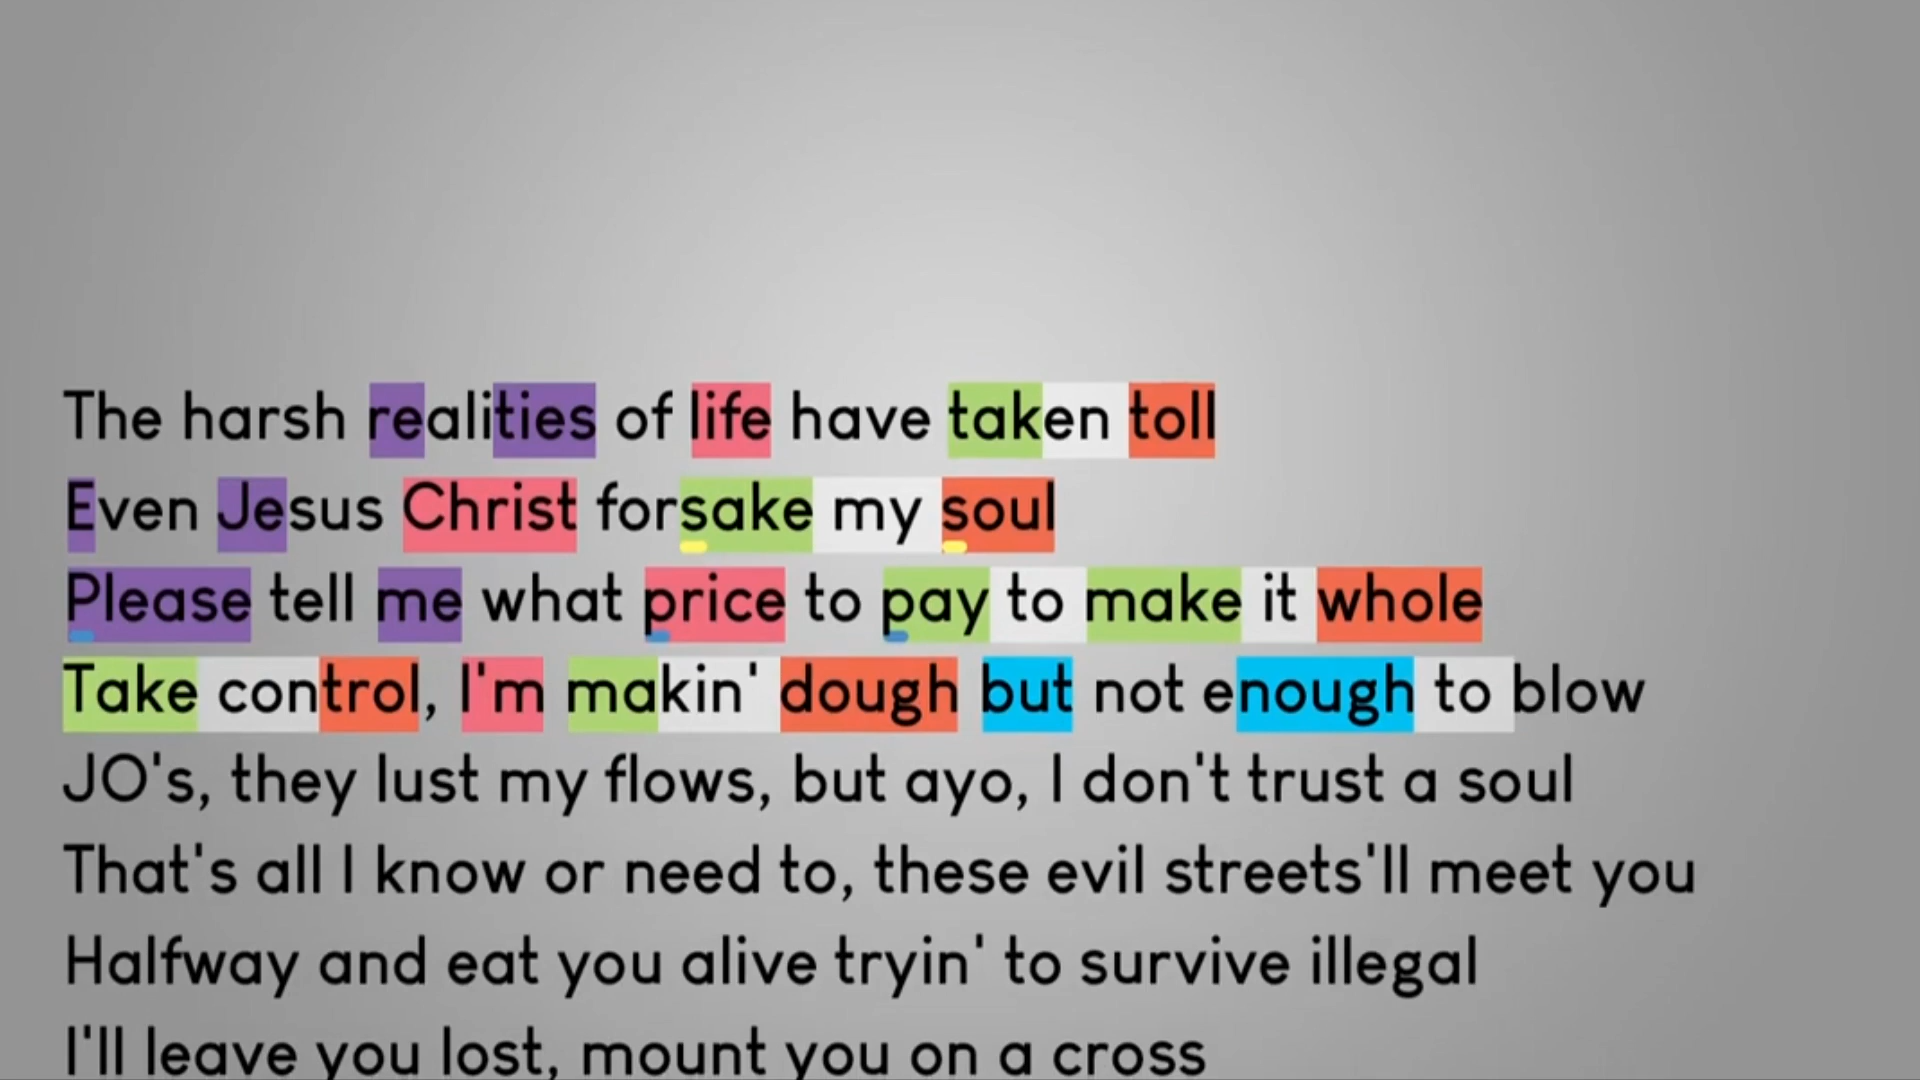 The harsh realities of life have taken toll
Even Jesus Christ forsake my soul
Please tell me what price to pay to make it whole
Take control, I'm makin' dough but not enough to blow
JO's, they lust my flows, but ayo, I don't trust a soul
That's all I know or need to, these evil streets'll meet you
Halfway and eat you alive tryin' to survive illegal
I'll leave you lost, mount you on a cross